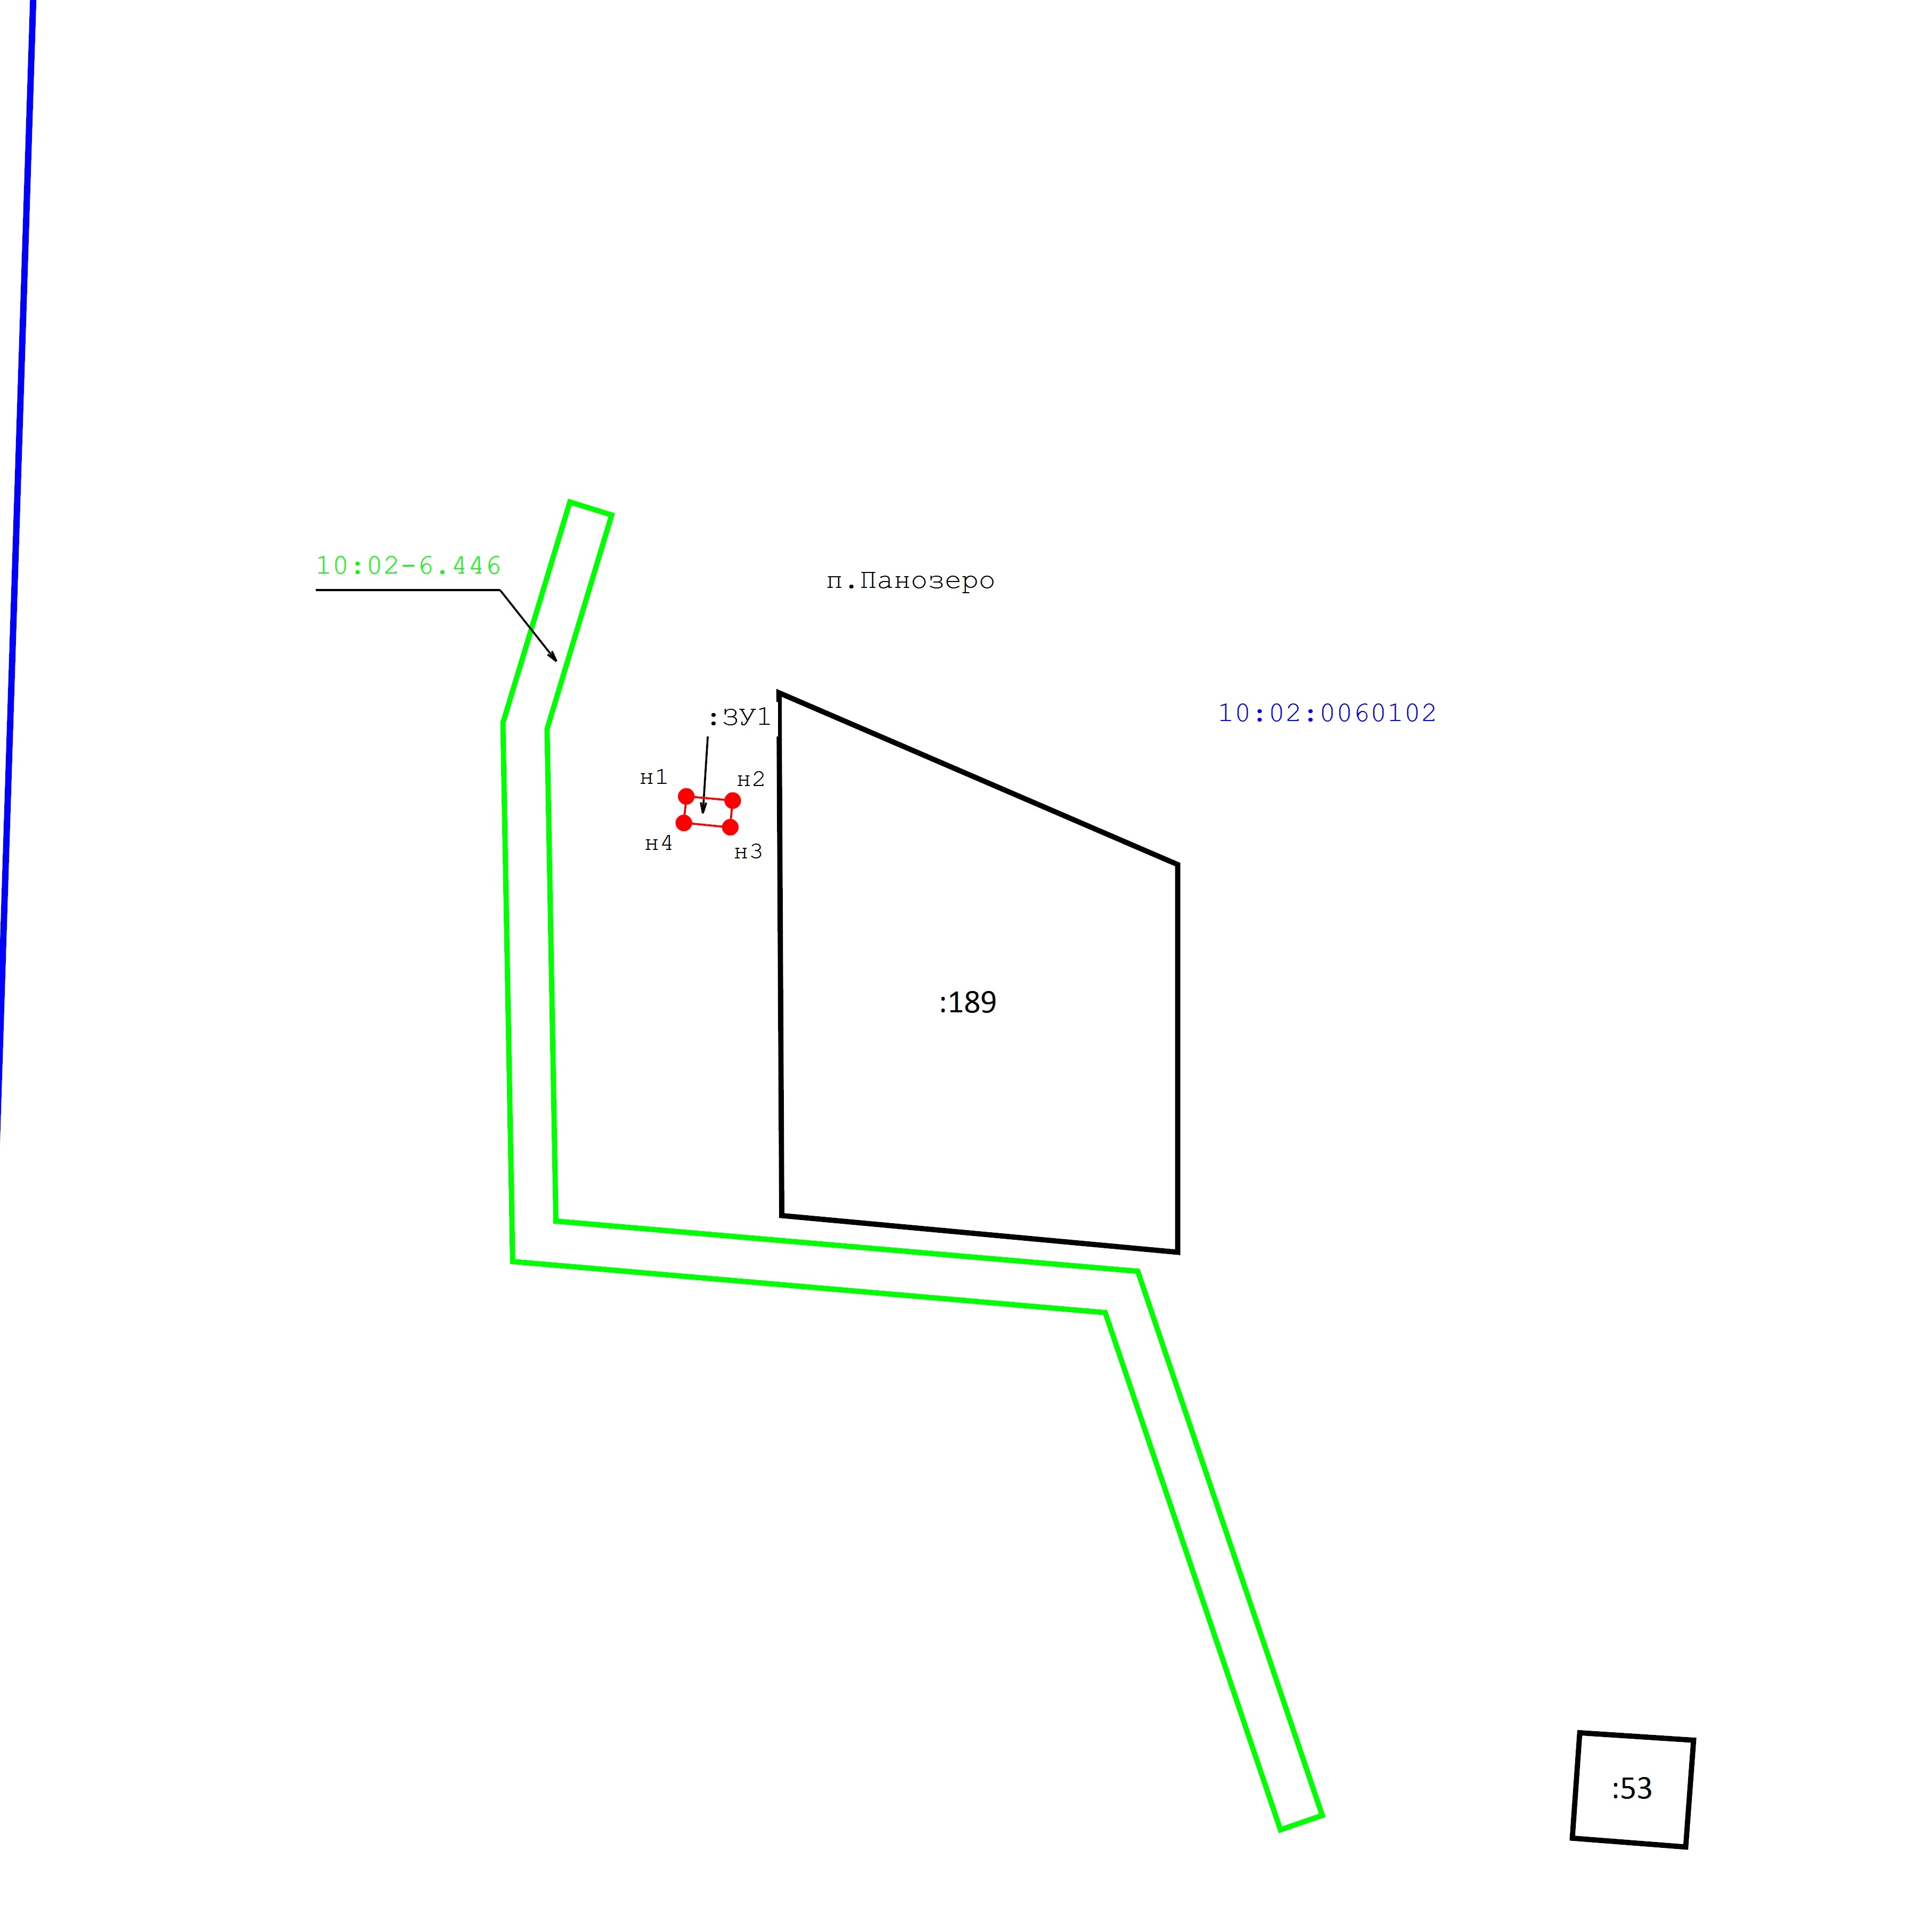 10:02-6.446
п.Панозеро
:ЗУ1
10:02:0060102
н1
н2
н4
н3
:189
:53